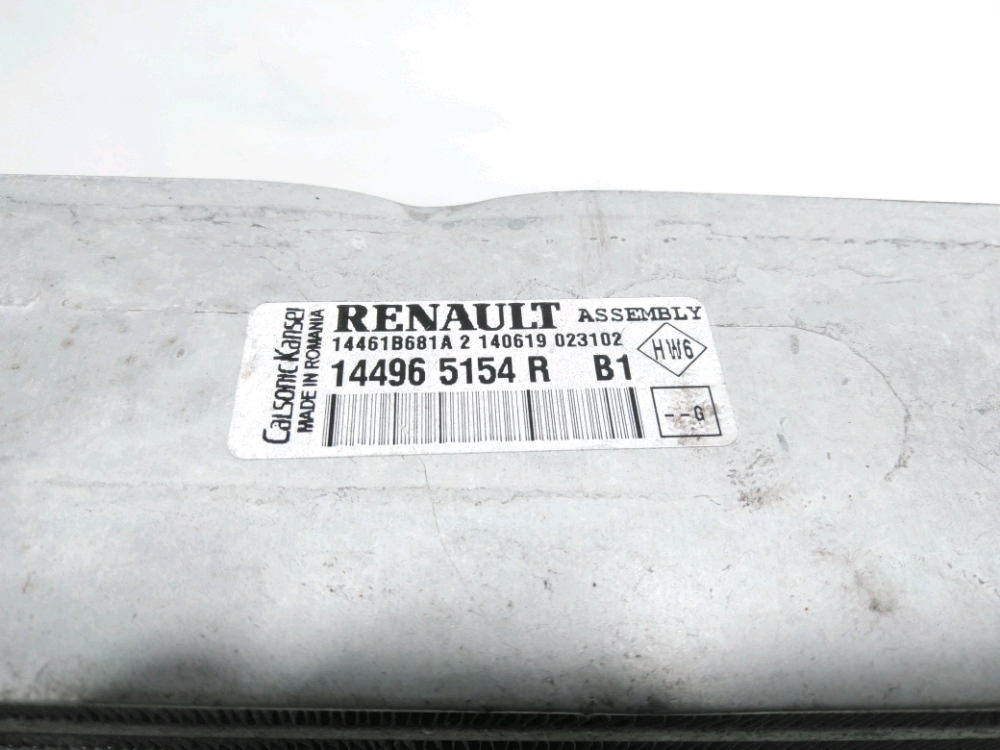 Calsonic Kansei
MADE IN ROMANIA
RENAULT ASSEMBLY
14461B681A 2 140619 023102
14496 5154 R B1
HW6
--G